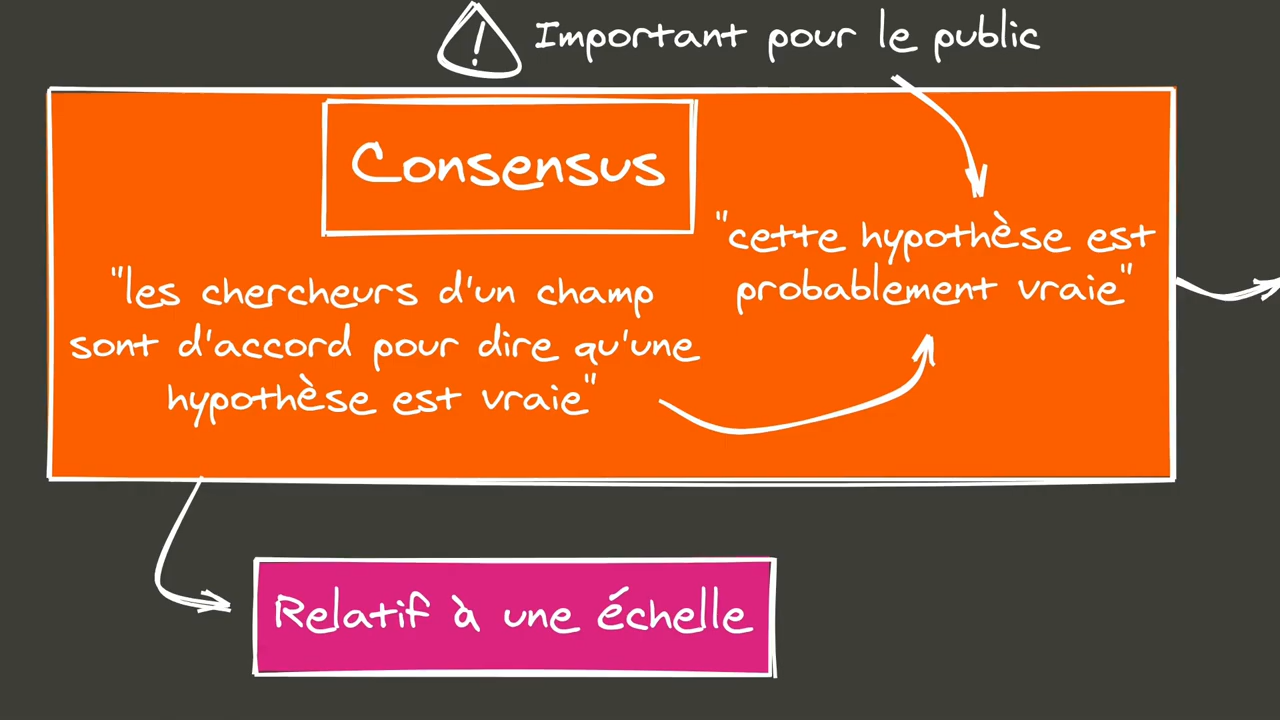 ! Important pour le public
Consensus
"les chercheurs d'un champ
sont d'accord pour dire qu'une
hypothèse est vraie"
"cette hypothèse est
probablement vraie"
Relatif à une échelle